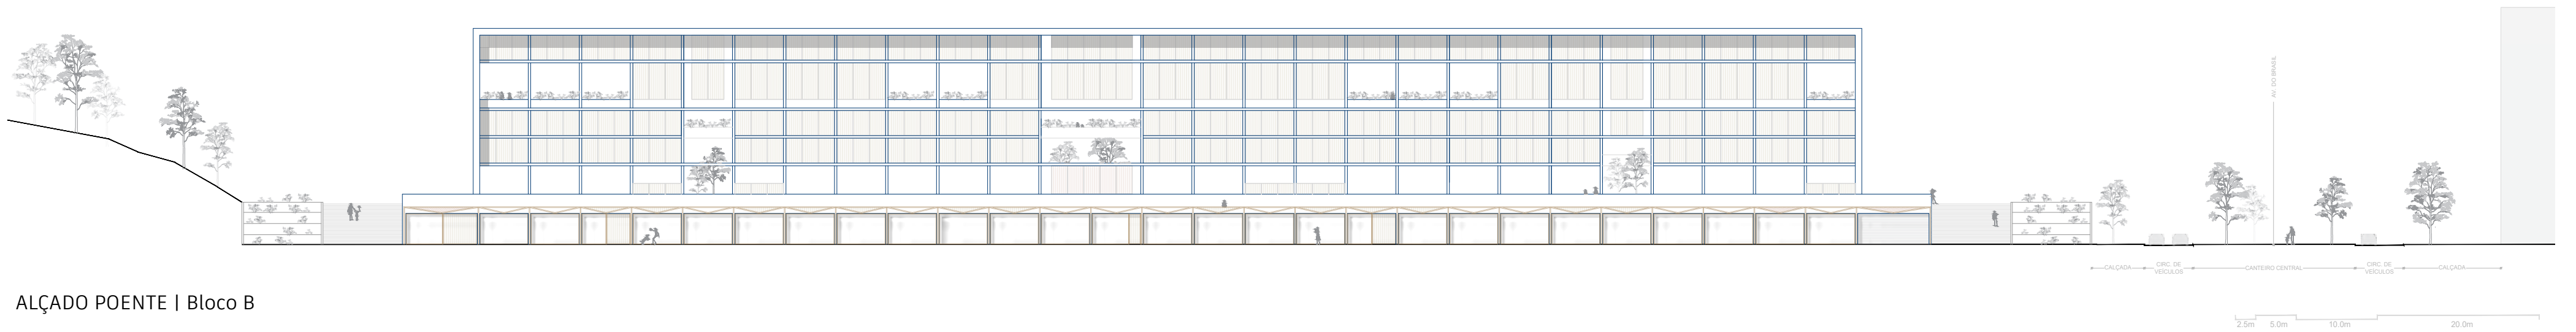 AV. DO BRASIL
CALÇADA
CIRC. DE
VEÍCULOS
CANTEIRO CENTRAL
CIRC. DE
VEÍCULOS
CALÇADA
ALÇADO POENTE | Bloco B
2.5m 5.0m 10.0m 20.0m